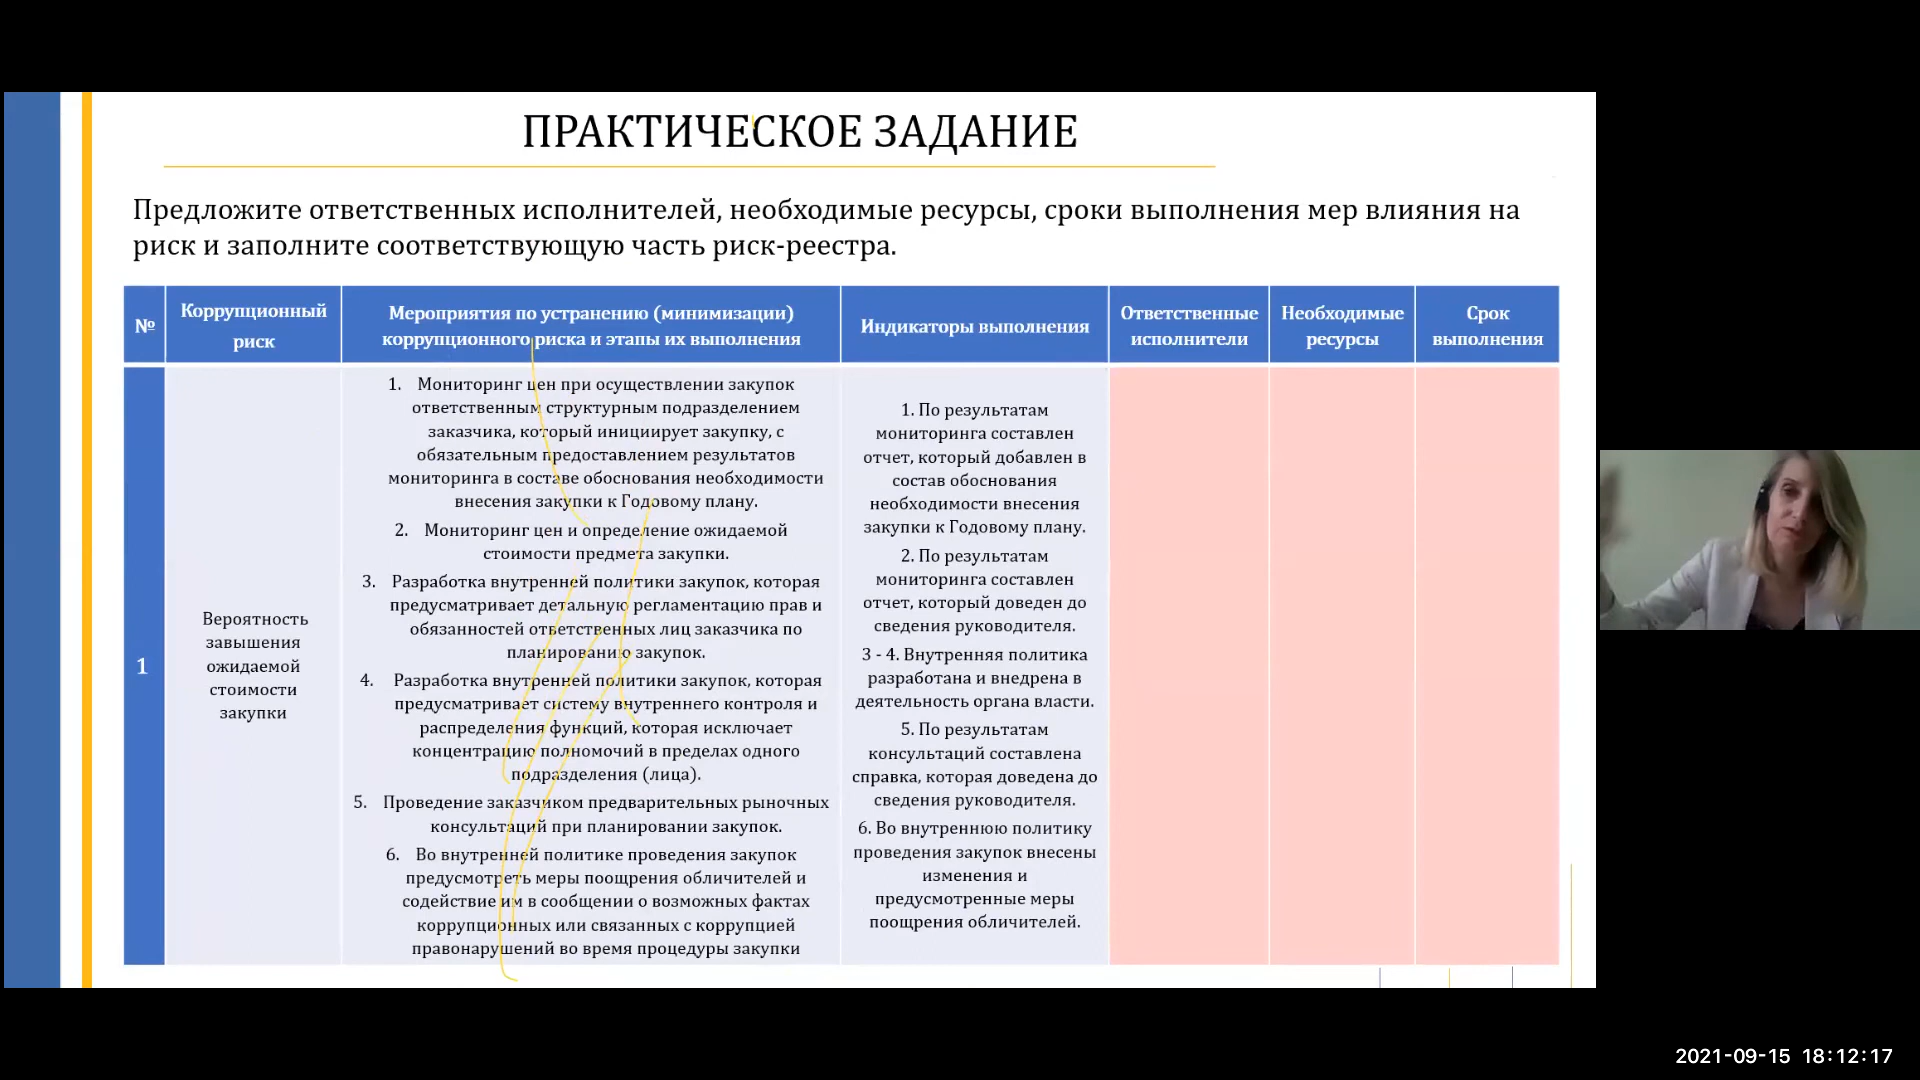 ПРАКТИЧЕСКОЕ ЗАДАНИЕ
Предложите ответственных исполнителей, необходимые ресурсы, сроки выполнения мер влияния на
риск и заполните соответствующую часть риск-реестра.
№
Коррупционный
риск
Мероприятия по устранению (минимизации)
коррупционного риска и этапы их выполнения
Индикаторы выполнения
Ответственные
исполнители
Необходимые
ресурсы
Срок
выполнения
1
Вероятность
завышения
ожидаемой
стоимости
закупки
1. Мониторинг цен при осуществлении закупок
ответственным структурным подразделением
заказчика, который инициирует закупку, с
обязательным предоставлением результатов
мониторинга в составе обоснования необходимости
внесения закупки к Годовому плану.
2. Мониторинг цен и определение ожидаемой
стоимости предмета закупки.
3. Разработка внутренней политики закупок, которая
предусматривает детальную регламентацию прав и
обязанностей ответственных лиц заказчика по
планированию закупок.
4. Разработка внутренней политики закупок, которая
предусматривает систему внутреннего контроля и
распределения функций, которая исключает
концентрацию полномочий в пределах одного
подразделения (лица).
5. Проведение заказчиком предварительных рыночных
консультаций при планировании закупок.
6. Во внутренней политике проведения закупок
предусмотреть меры поощрения обличителей и
содействие им в сообщении о возможных фактах
коррупционных или связанных с коррупцией
правонарушений во время процедуры закупки
1. По результатам
мониторинга составлен
отчет, который добавлен в
состав обоснования
необходимости внесения
закупки к Годовому плану.
2. По результатам
мониторинга составлен
отчет, который доведен до
сведения руководителя.
3 - 4. Внутренняя политика
разработана и внедрена в
деятельность органа власти.
5. По результатам
консультаций составлена
справка, которая доведена до
сведения руководителя.
6. Во внутреннюю политику
проведения закупок внесены
изменения и
предусмотренные меры
поощрения обличителей.
2021-09-15 18:12:17